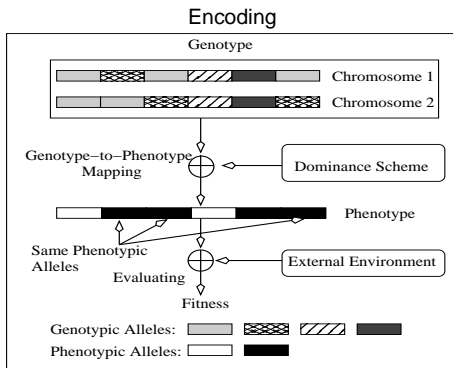 Encoding
Genotype
Chromosome 1
Chromosome 2
Genotype-to-Phenotype
Mapping
Dominance Scheme
Phenotype
Same Phenotypic
Alleles
Evaluating
External Environment
Fitness
Genotypic Alleles:
Phenotypic Alleles: